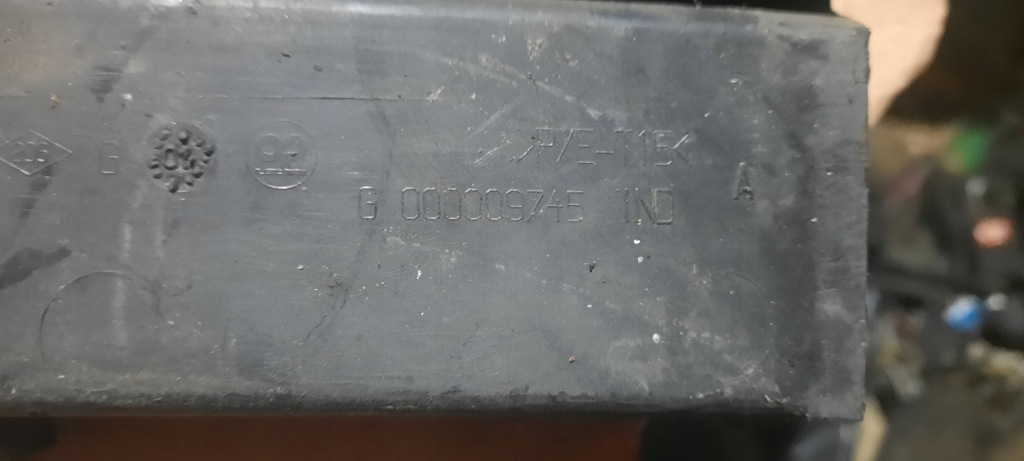 G >P/E-T15<
G 000009745 IND A